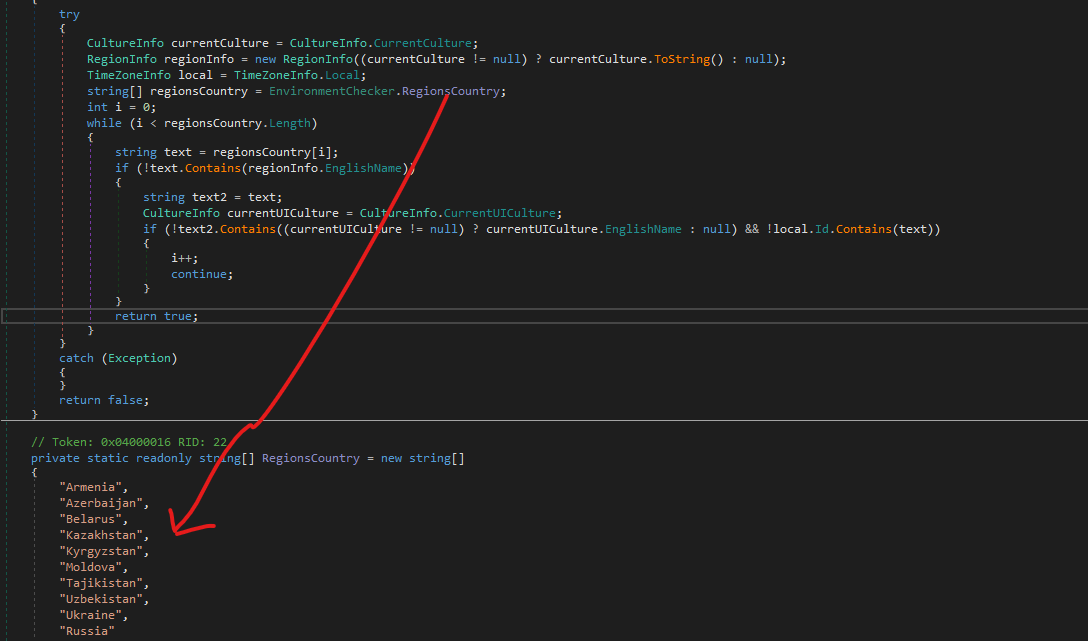 {
try
{
CultureInfo currentCulture = CultureInfo.CurrentCulture;
RegionInfo regionInfo = new RegionInfo((currentCulture != null) ? currentCulture.ToString() : null);
TimeZoneInfo local = TimeZoneInfo.Local;
string[] regionsCountry = EnvironmentChecker.RegionsCountry;
int i = 0;
while (i < regionsCountry.Length)
{
string text = regionsCountry[i];
if (!text.Contains(regionInfo.EnglishName))
{
string text2 = text;
CultureInfo currentUICulture = CultureInfo.CurrentUICulture;
if (!text2.Contains((currentUICulture != null) ? currentUICulture.EnglishName : null) && !local.Id.Contains(text))
{
i++;
continue;
}
}
return true;
}
}
catch (Exception)
{
}
return false;
}
// Token: 0x04000016 RID: 22
private static readonly string[] RegionsCountry = new string[]
{
"Armenia",
"Azerbaijan",
"Belarus",
"Kazakhstan",
"Kyrgyzstan",
"Moldova",
"Tajikistan",
"Uzbekistan",
"Ukraine",
"Russia"